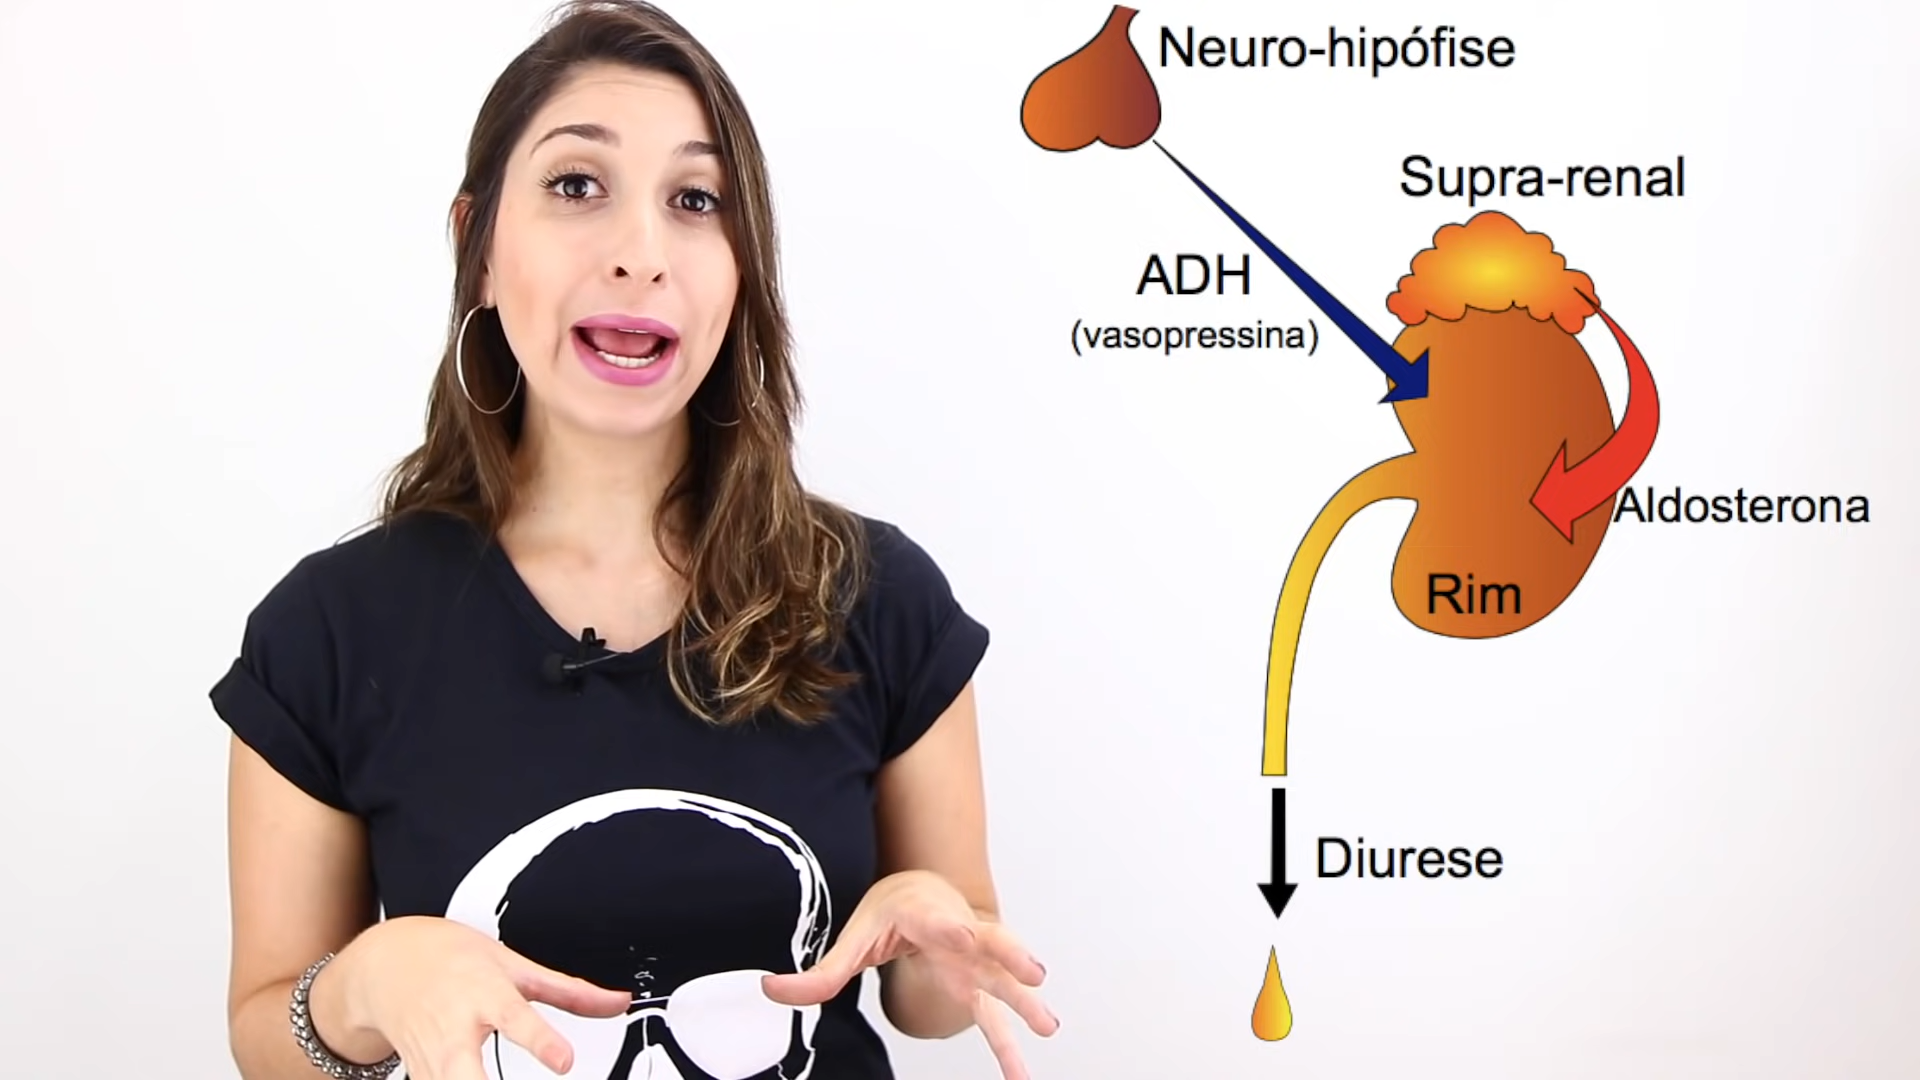 Neuro-hipófise
Supra-renal
ADH
(vasopressina)
Aldosterona
Rim
Diurese